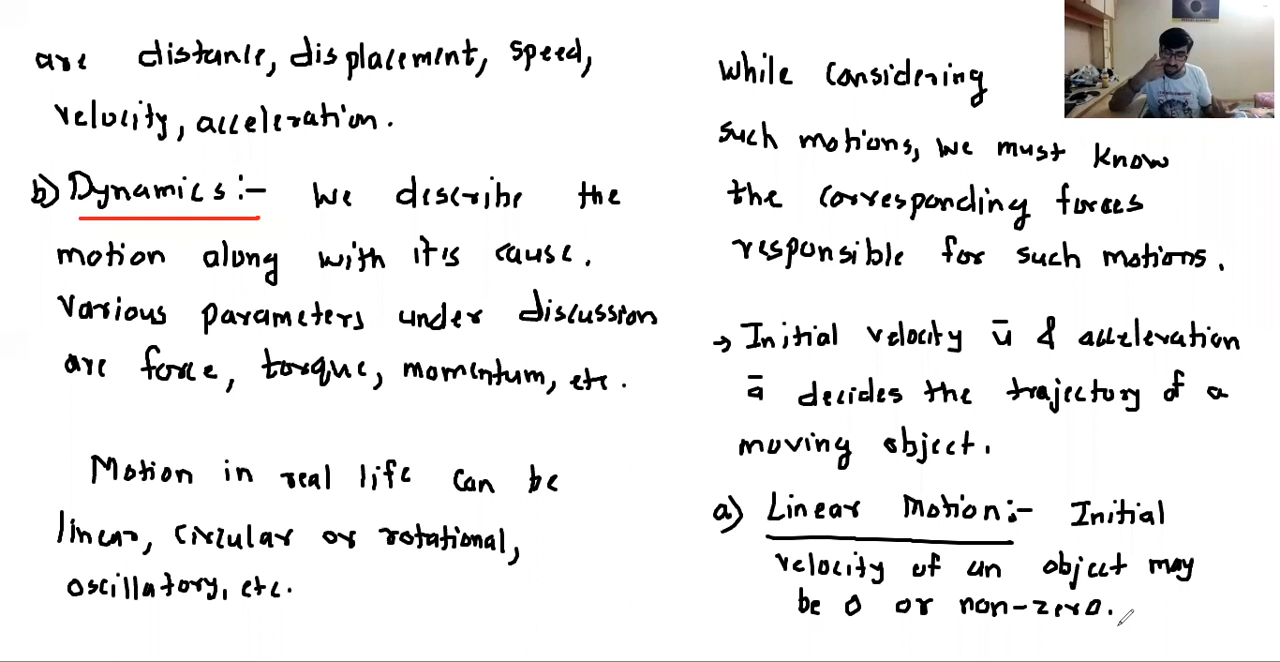 are distance, displacement, speed,
velocity, acceleration.
b) Dynamics :- We describe the
motion along with it's cause.
Various parameters under discussion
are force, torque, momentum, etc.
Motion in real life can be
linear, circular or rotational,
oscillatory, etc.
While considering
such motions, we must know
the corresponding forces
responsible for such motions.
→ Initial velocity ū & acceleration
ā decides the trajectory of a
moving object.
a) Linear Motion :- Initial
velocity of an object may
be 0 or non-zero.